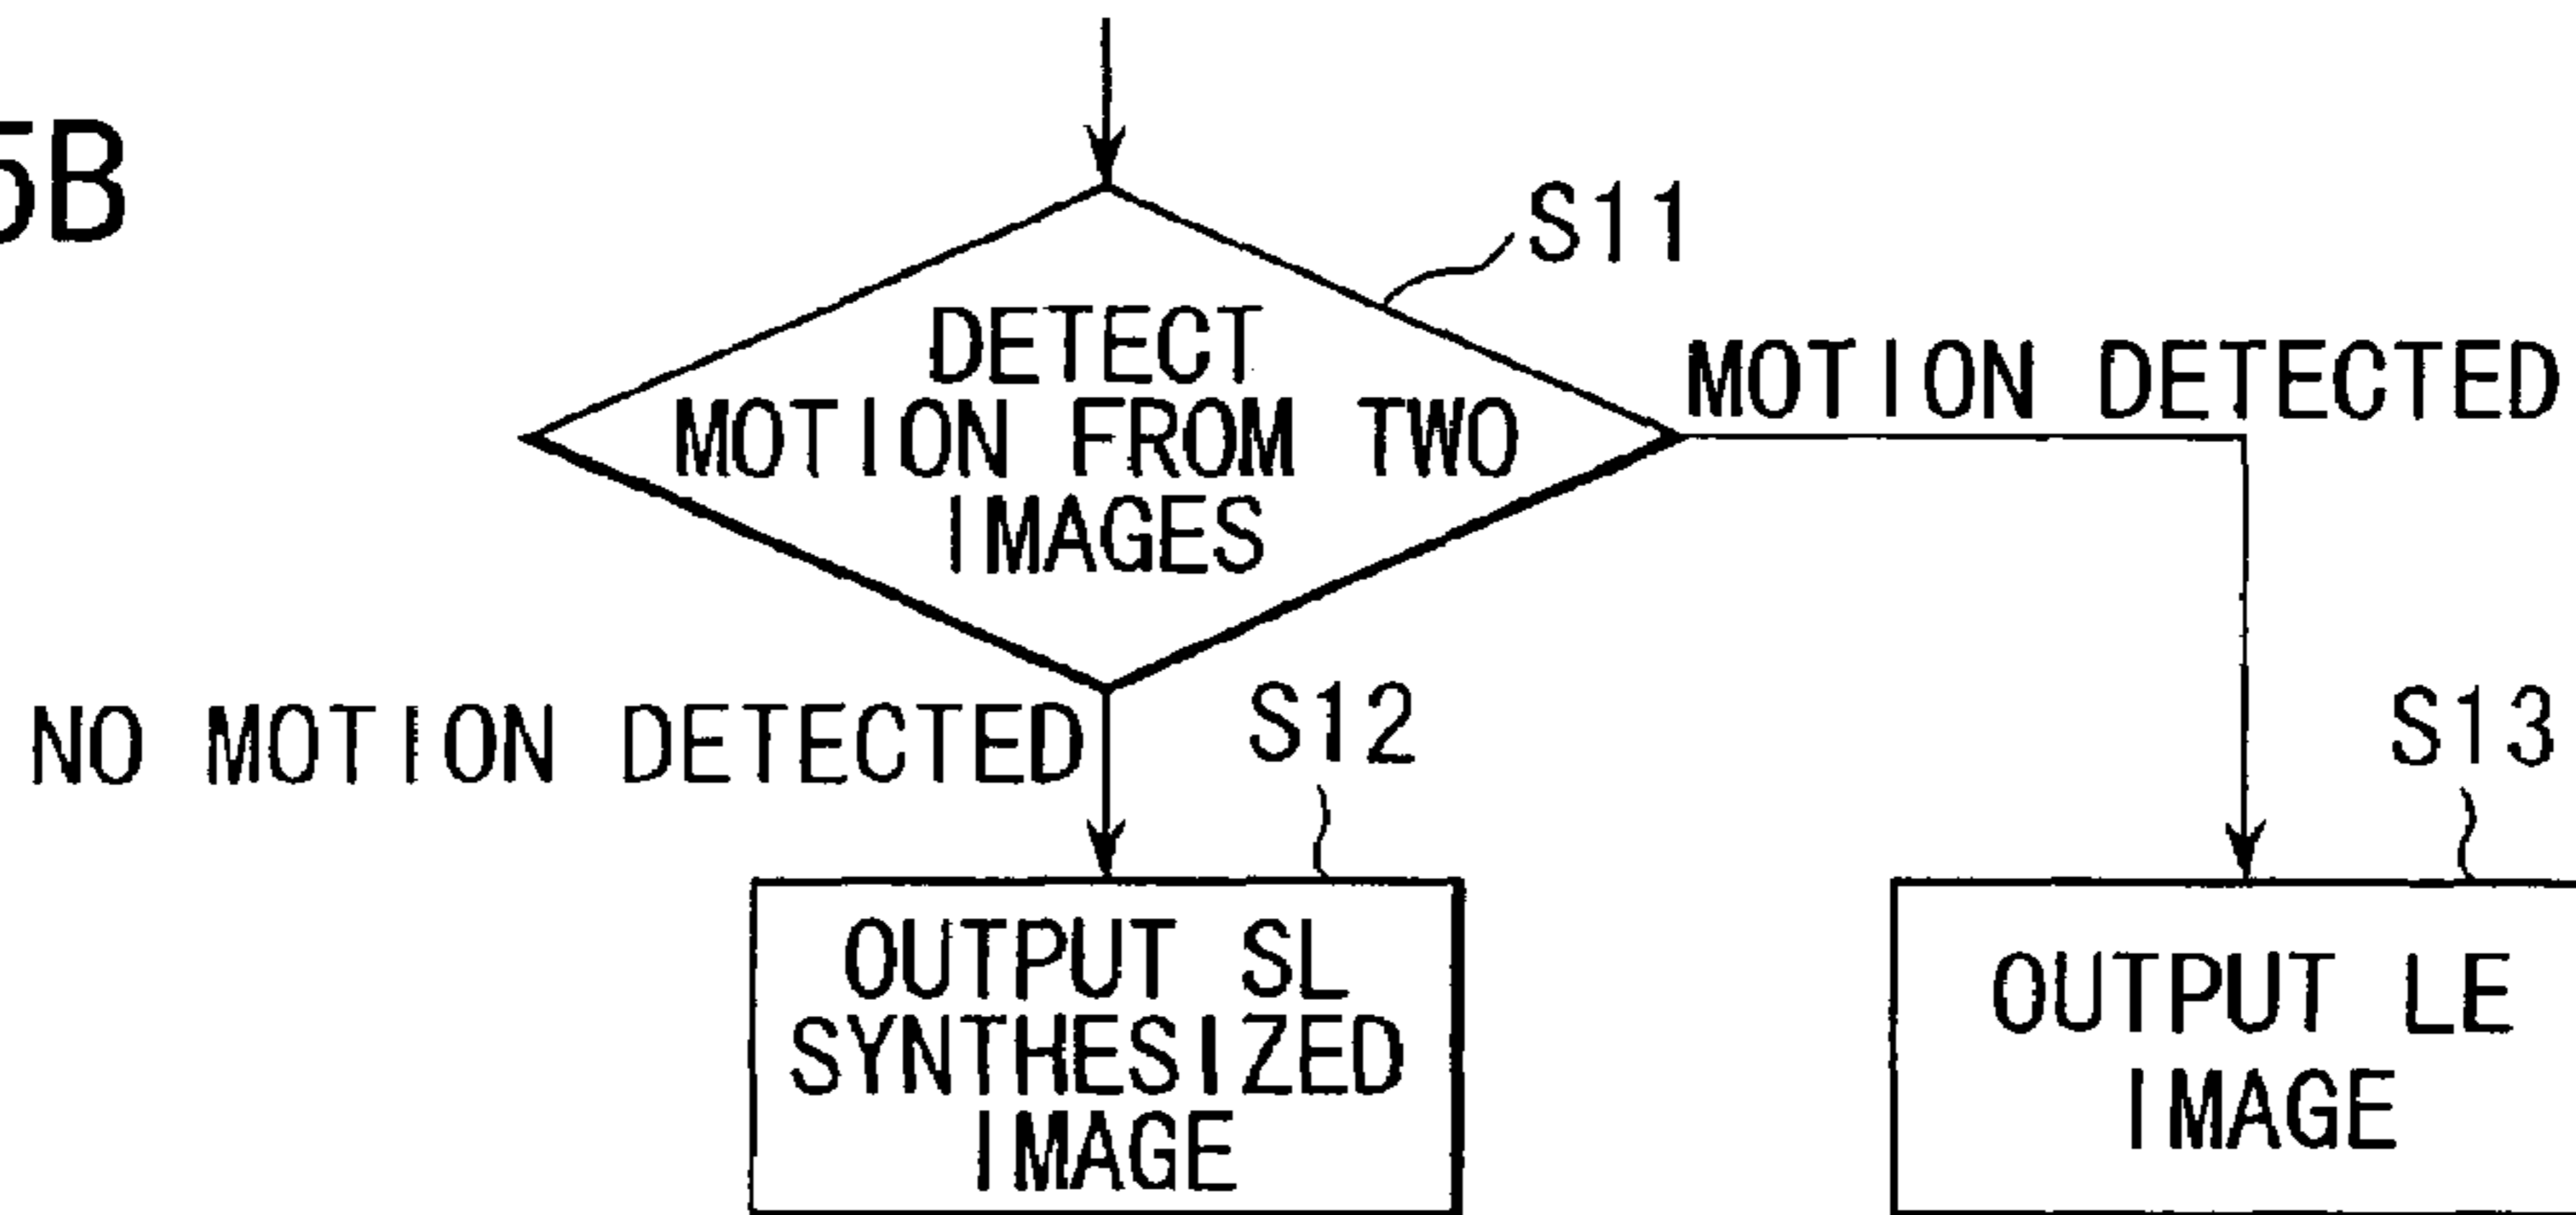 5B
S11
DETECT
MOTION FROM TWO
IMAGES
MOTION DETECTED
NO MOTION DETECTED
S12
S13
OUTPUT SL
SYNTHESIZED
IMAGE
OUTPUT LE
IMAGE